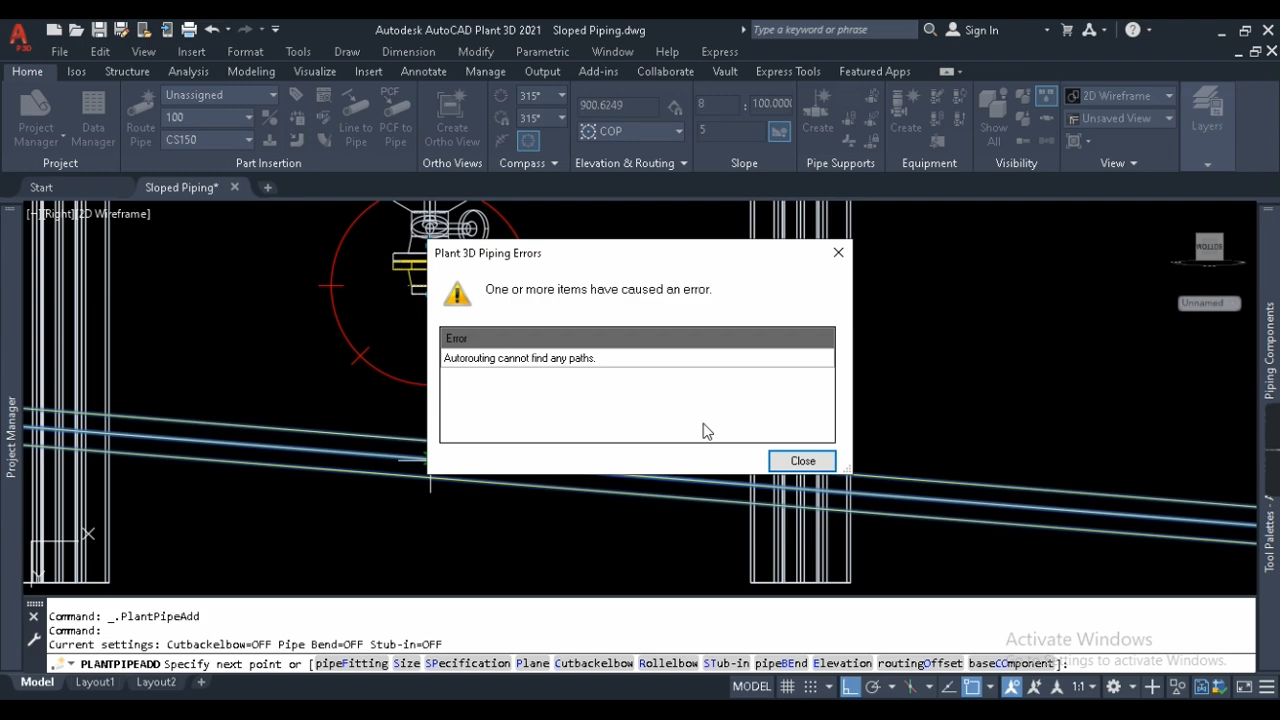 Autodesk AutoCAD Plant 3D 2021 Sloped Piping.dwg
Type a keyword or phrase
Sign In
P3D
File Edit View Insert Format Tools Draw Dimension Modify Parametric Window Help Express
Home Isos Structure Analysis Modeling Visualize Insert Annotate Manage Output Add-ins Collaborate Vault Express Tools Featured Apps
Project Manager
Data Manager
Project
Route Pipe
Unassigned
100
CS150
PCF
Line to Pipe
PCF to Pipe
Part Insertion
Create Ortho Views
Ortho Views
315°
315°
Compass
900.6249
COP
Elevation & Routing
8
100.0000
5
Slope
Create
Pipe Supports
Create
Equipment
Show All
Visibility
2D Wireframe
Unsaved View
View
Layers
Start
Sloped Piping*
[−][Right][2D Wireframe]
BOTTOM
Unnamed
Plant 3D Piping Errors
One or more items have caused an error.
Error
Autorouting cannot find any paths.
Close
Project Manager
Piping Components
Tool Palettes - A
X
Y
Command: _.PlantPipeAdd
Command:
Current settings: Cutbackelbow=OFF Pipe Bend=OFF Stub-in=OFF
PLANTPIPEADD Specify next point or [pipeFitting Size SPecification Plane Cutbackelbow Rollelbow STub-in pipeBEnd Elevation routingOffset baseCOmponent]:
Activate Windows
ttings to activate Windows.
Model Layout1 Layout2
MODEL
1:1